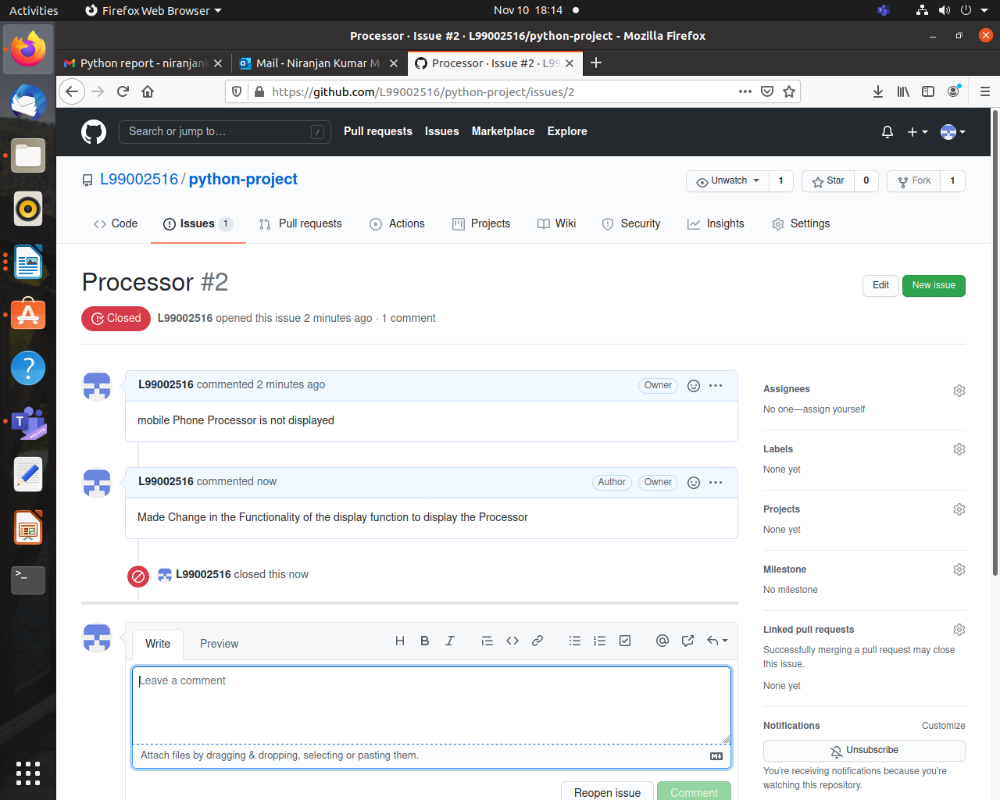 Activities
Firefox Web Browser
Nov 10 18:14
Processor · Issue #2 · L99002516/python-project - Mozilla Firefox
Python report - niranjank
Mail - Niranjan Kumar M
Processor · Issue #2 · L99
https://github.com/L99002516/python-project/issues/2
Search or jump to…
/
Pull requests
Issues
Marketplace
Explore
L99002516 / python-project
Unwatch
1
Star
0
Fork
1
Code
Issues 1
Pull requests
Actions
Projects
Wiki
Security
Insights
Settings
Processor #2
Edit
New issue
Closed
L99002516 opened this issue 2 minutes ago · 1 comment
L99002516 commented 2 minutes ago
Owner
mobile Phone Processor is not displayed
L99002516 commented now
Author
Owner
Made Change in the Functionality of the display function to display the Processor
L99002516 closed this now
Write
Preview
Leave a comment
Attach files by dragging & dropping, selecting or pasting them.
Reopen issue
Comment
Assignees
No one—assign yourself
Labels
None yet
Projects
None yet
Milestone
No milestone
Linked pull requests
Successfully merging a pull request may close
this issue.
None yet
Notifications
Customize
Unsubscribe
You're receiving notifications because you're
watching this repository.